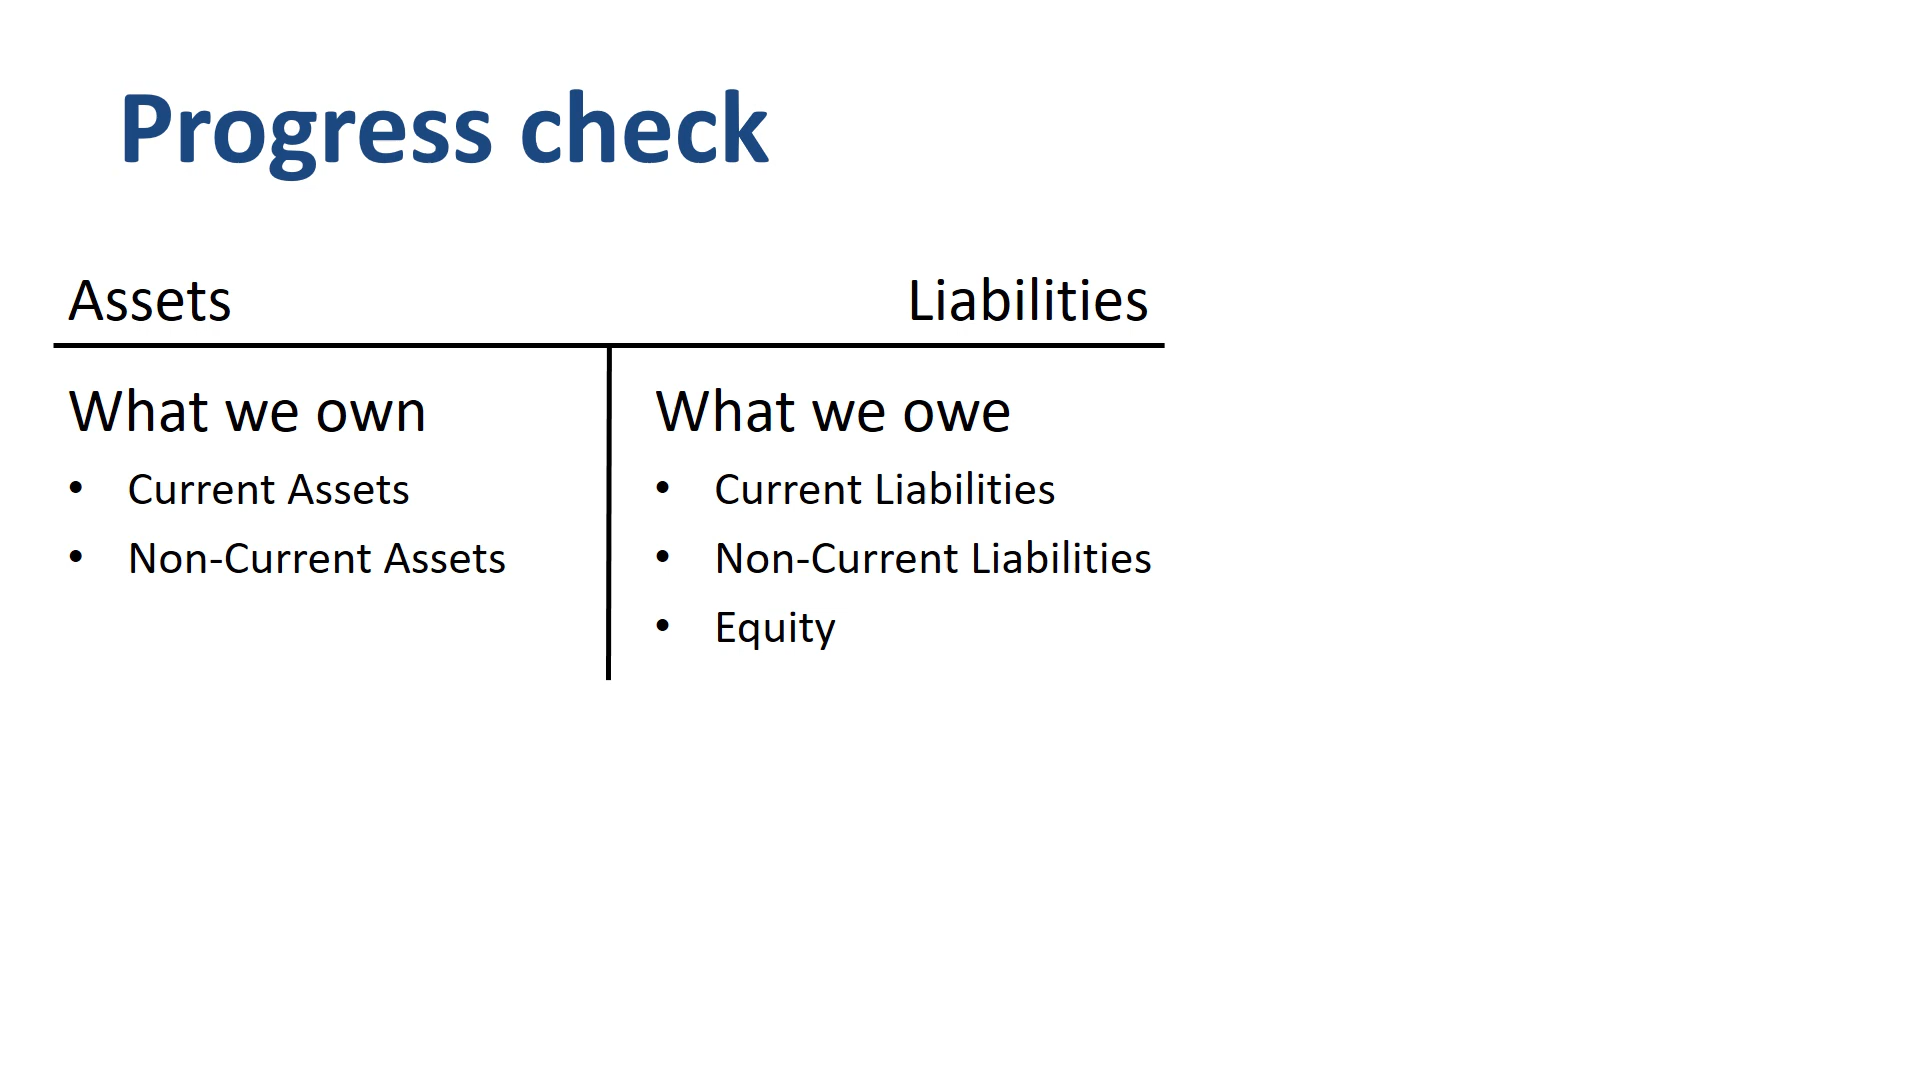 Progress check
Assets
Liabilities
What we own
• Current Assets
• Non-Current Assets
What we owe
• Current Liabilities
• Non-Current Liabilities
• Equity